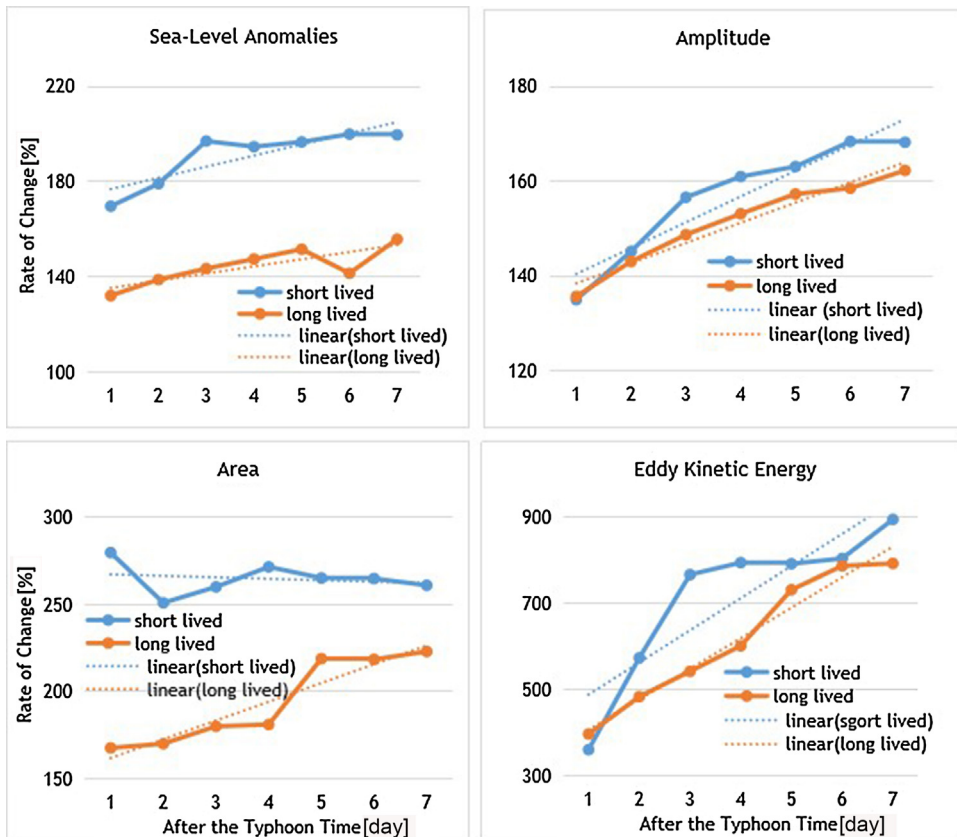 Sea-Level Anomalies
Rate of Change[%]
220
180
140
100
short lived
long lived
linear(short lived)
linear(long lived)
1 2 3 4 5 6 7
Amplitude
180
160
140
120
short lived
long lived
linear (short lived)
linear(long lived)
1 2 3 4 5 6 7
Area
Rate of Change[%]
300
250
200
150
short lived
long lived
linear(short lived)
linear(long lived)
1 2 3 4 5 6 7
After the Typhoon Time[day]
Eddy Kinetic Energy
900
700
500
300
short lived
long lived
linear(sgort lived)
linear(long lived)
1 2 3 4 5 6 7
After the Typhoon Time[day]